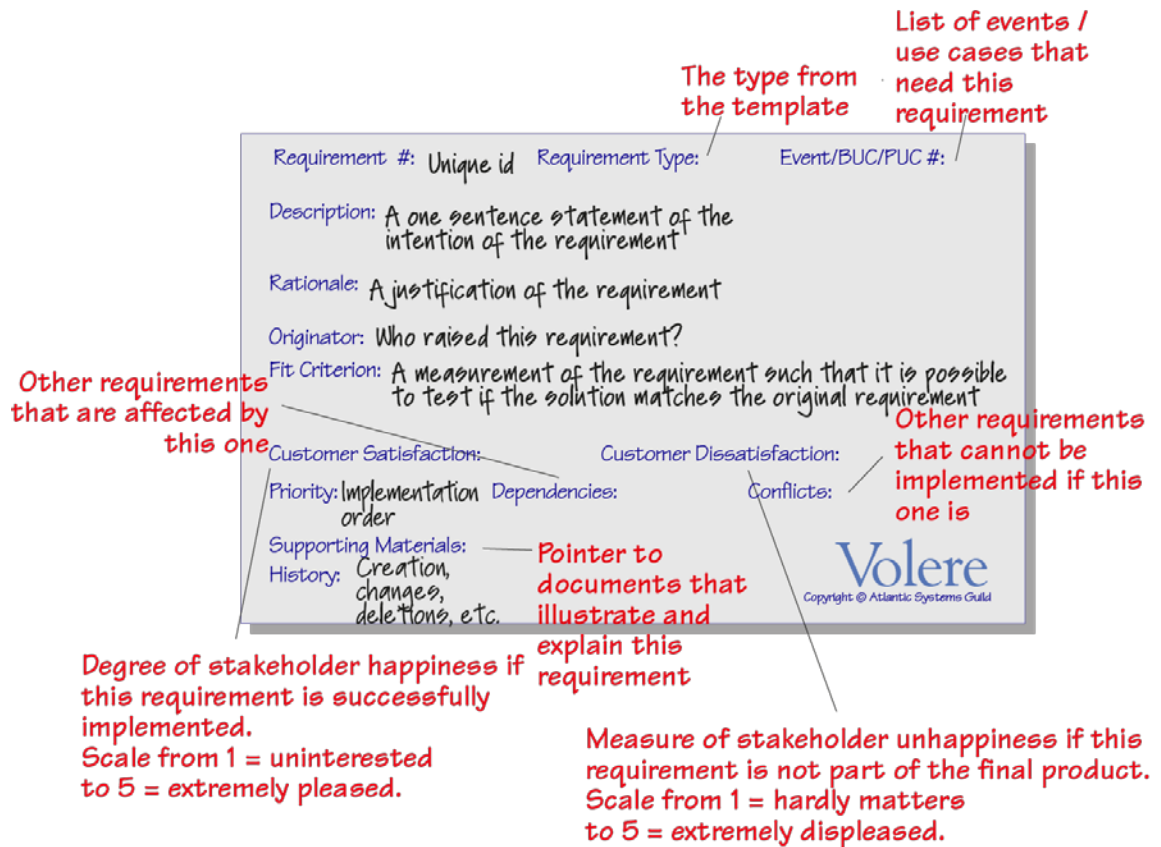 List of events /
use cases that
need this
requirement
The type from
the template
Requirement #: Unique id Requirement Type: Event/BUC/PUC #:
Description: A one sentence statement of the
intention of the requirement
Rationale: A justification of the requirement
Originator: Who raised this requirement?
Fit Criterion: A measurement of the requirement such that it is possible
to test if the solution matches the original requirement
Other requirements
that are affected by
this one
Other requirements
that cannot be
implemented if this
one is
Customer Satisfaction: Customer Dissatisfaction:
Priority: Implementation
order
Dependencies: Conflicts:
Supporting Materials:
History: Creation,
changes,
deletions, etc.
Pointer to
documents that
illustrate and
explain this
requirement
Volere
Copyright © Atlantic Systems Guild
Degree of stakeholder happiness if
this requirement is successfully
implemented.
Scale from 1 = uninterested
to 5 = extremely pleased.
Measure of stakeholder unhappiness if this
requirement is not part of the final product.
Scale from 1 = hardly matters
to 5 = extremely displeased.